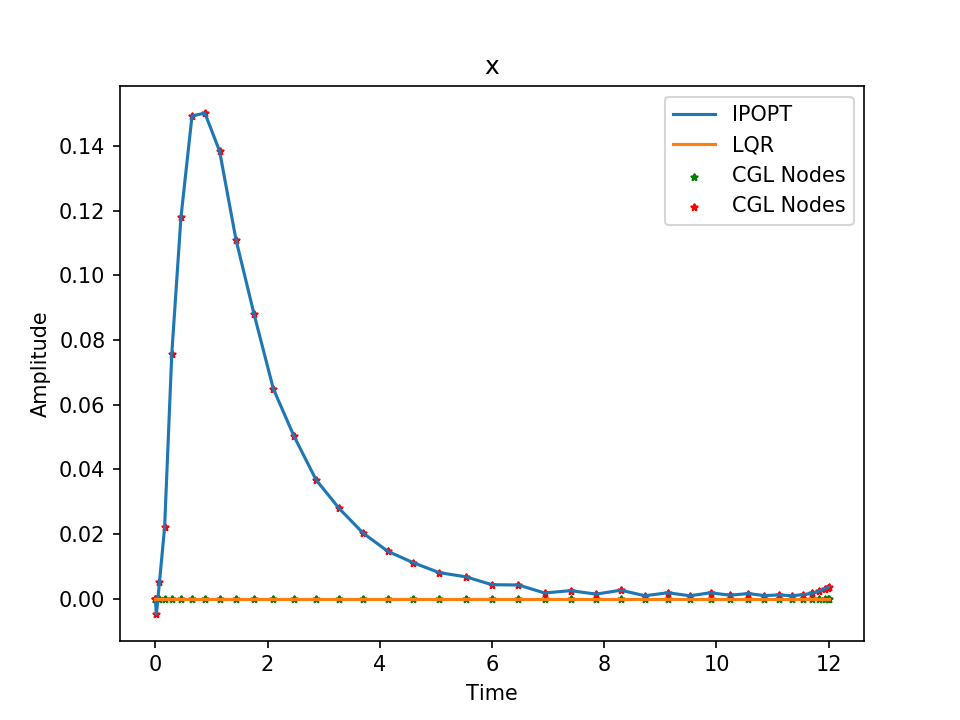 x
IPOPT
LQR
CGL Nodes
CGL Nodes
Amplitude
0.14
0.12
0.10
0.08
0.06
0.04
0.02
0.00
0 2 4 6 8 10 12
Time